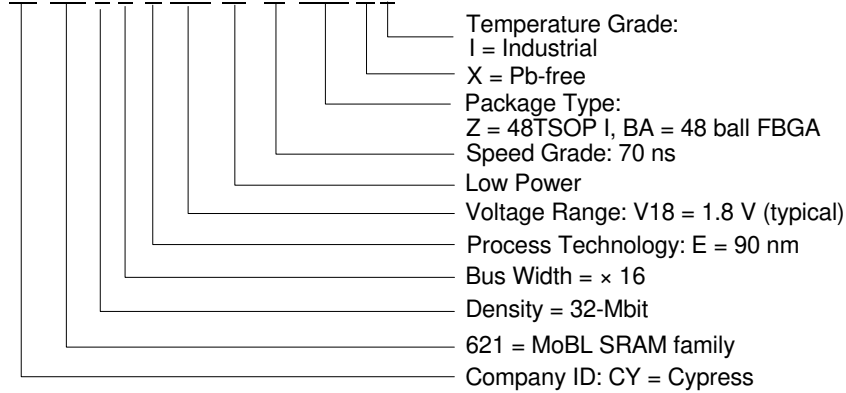 Temperature Grade:
I = Industrial
X = Pb-free
Package Type:
Z = 48TSOP I, BA = 48 ball FBGA
Speed Grade: 70 ns
Low Power
Voltage Range: V18 = 1.8 V (typical)
Process Technology: E = 90 nm
Bus Width = × 16
Density = 32-Mbit
621 = MoBL SRAM family
Company ID: CY = Cypress